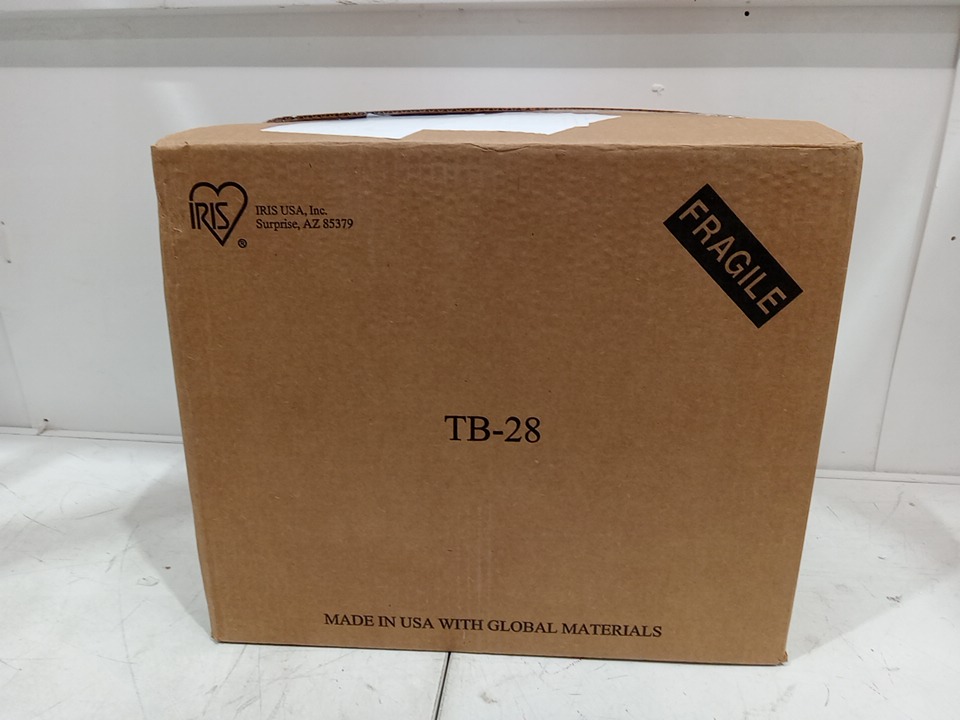 IRIS®
IRIS USA, Inc.
Surprise, AZ 85379
FRAGILE
TB-28
MADE IN USA WITH GLOBAL MATERIALS